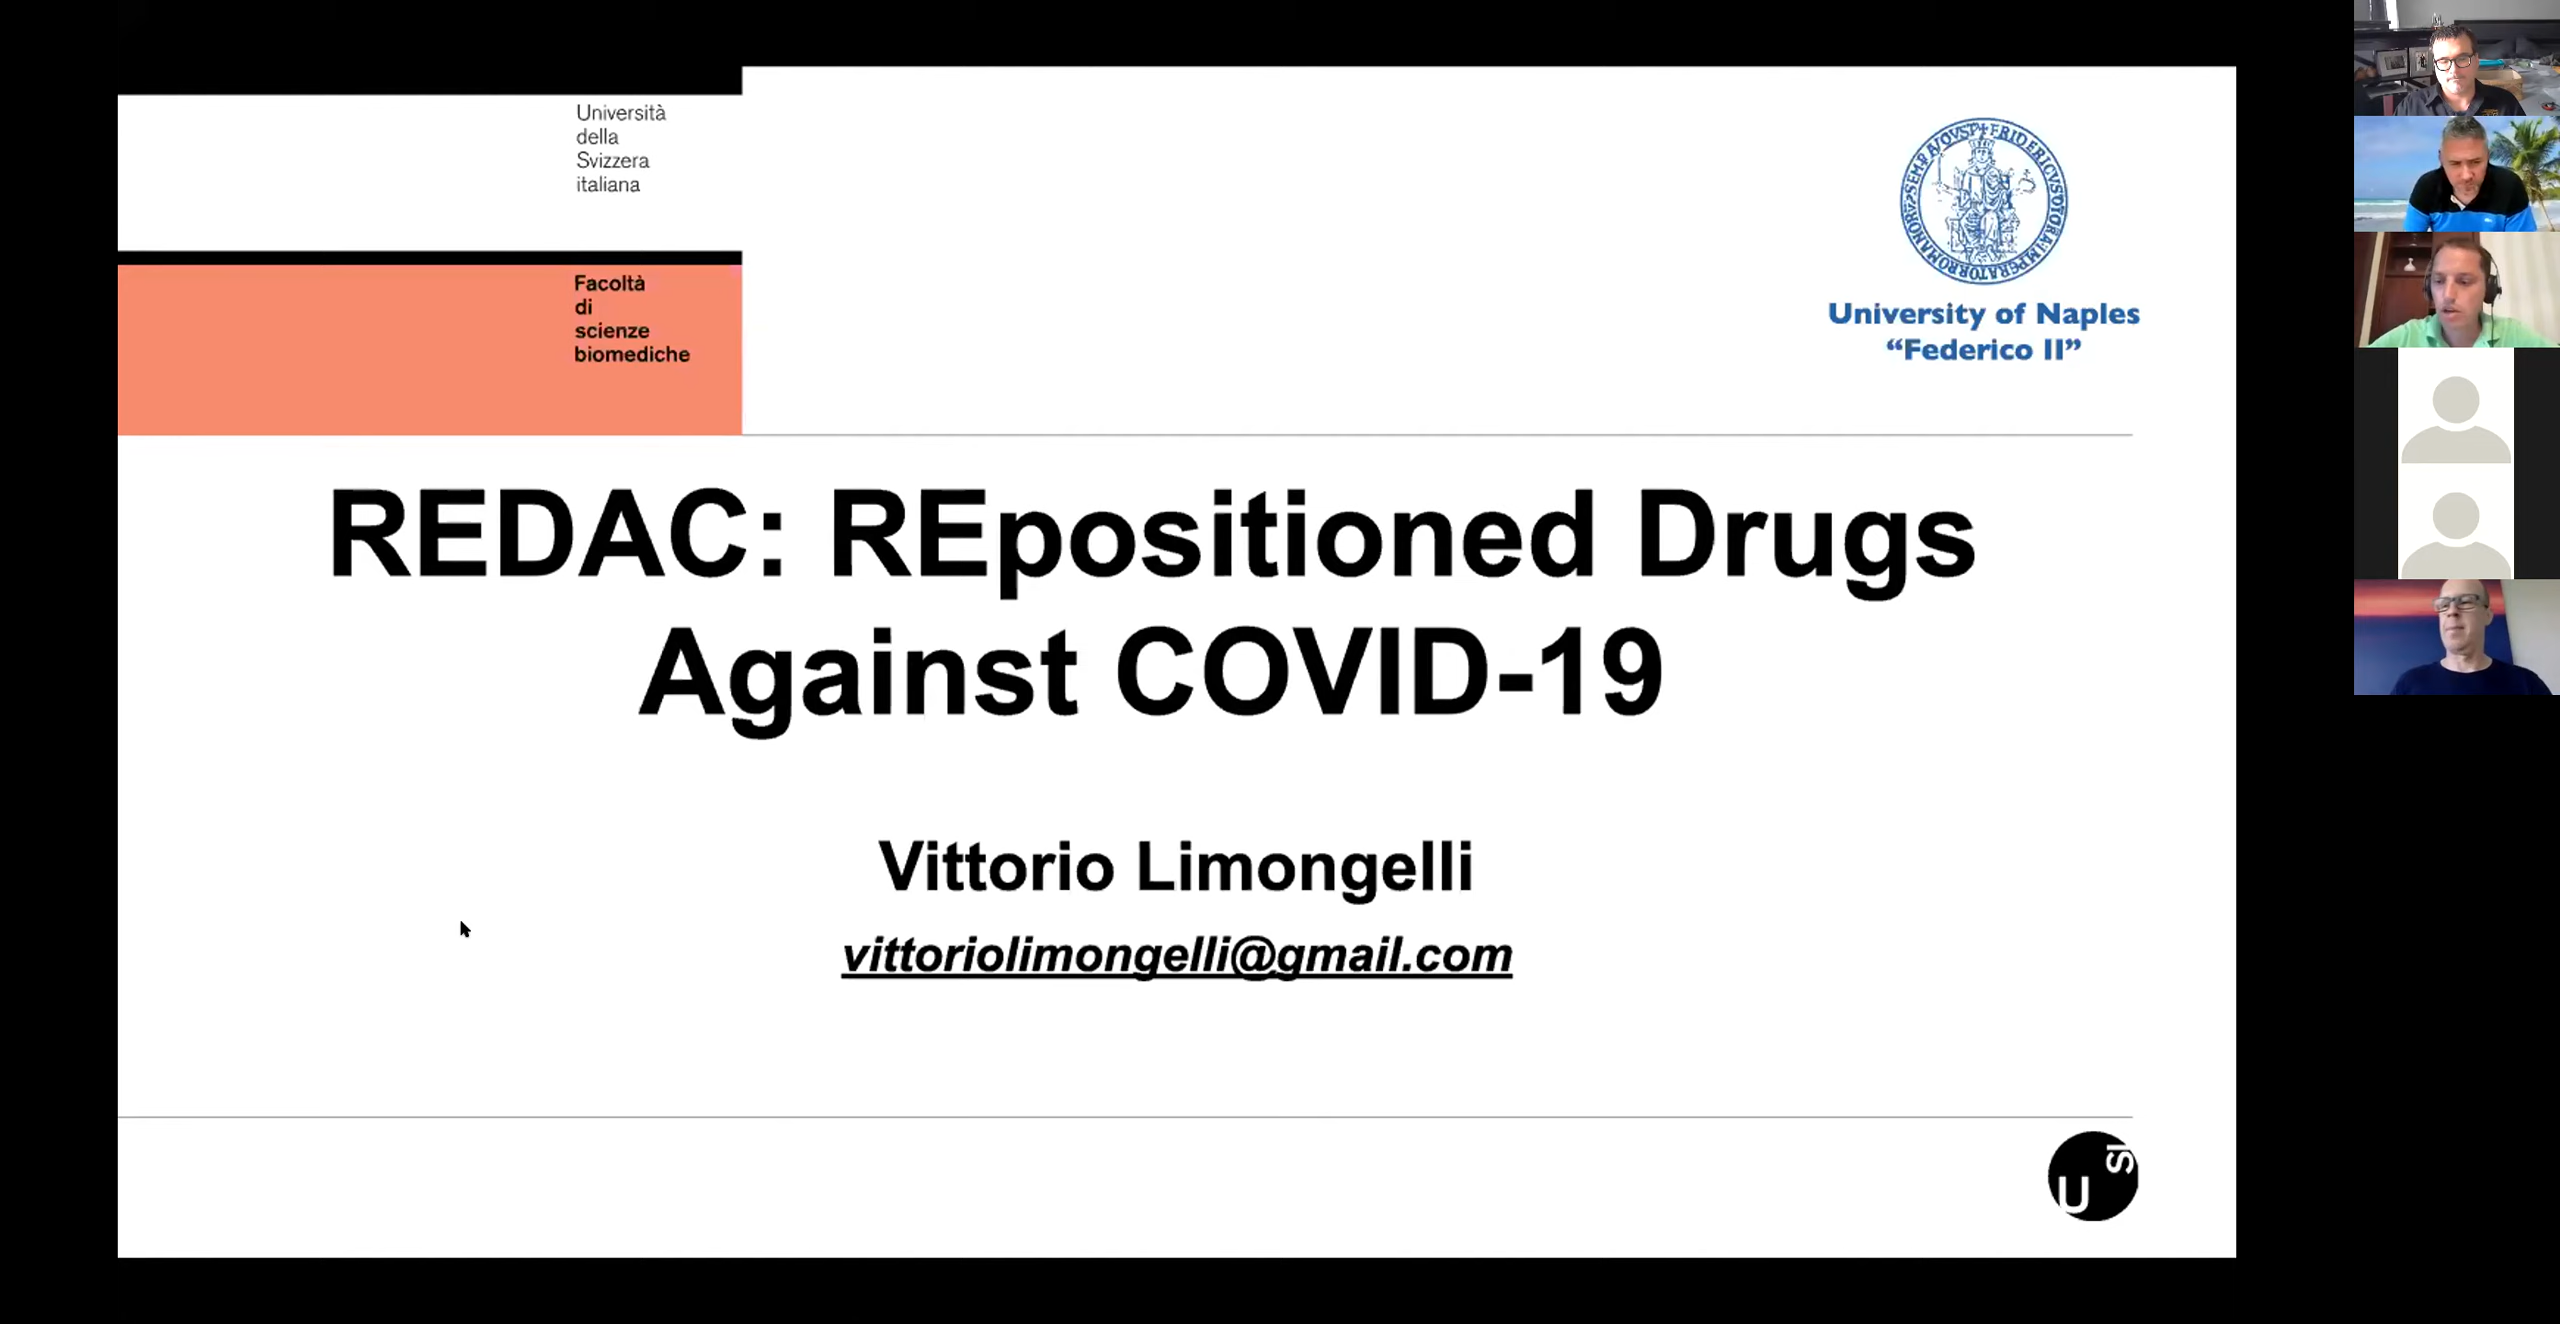 Università
della
Svizzera
italiana
Facoltà
di
scienze
biomediche
University of Naples
“Federico II”
REDAC: REpositioned Drugs
Against COVID-19
Vittorio Limongelli
vittoriolimongelli@gmail.com
U
SI